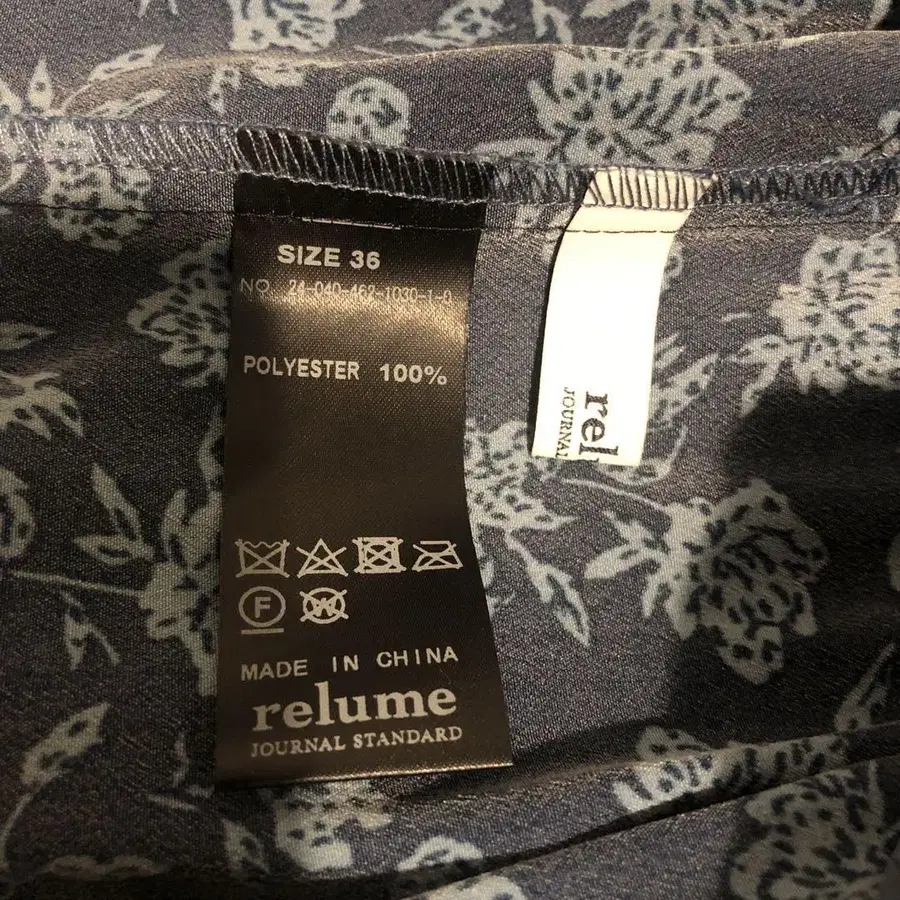 SIZE 36
NO. 24-040-462-1030-1-0
POLYESTER 100%
F
W
MADE IN CHINA
relume
JOURNAL STANDARD
rel
JOURNAL